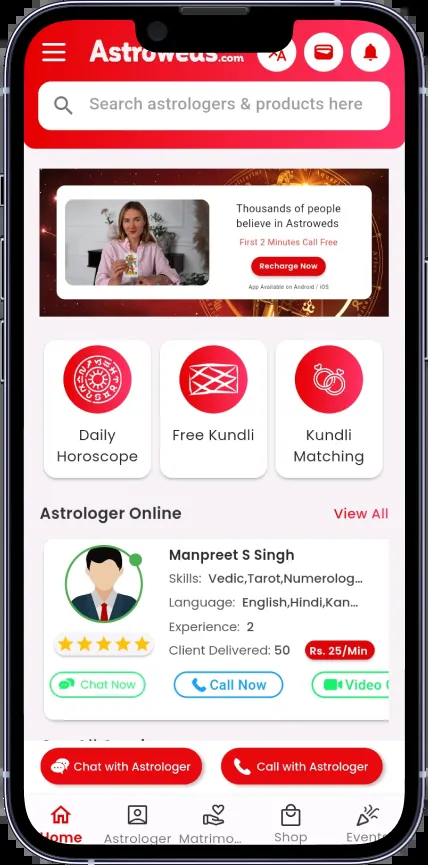 Astroweds.com
Search astrologers & products here
Thousands of people
believe in Astroweds
First 2 Minutes Call Free
Recharge Now
App Available on Android / iOS
Daily
Horoscope
Free Kundli
Kundli
Matching
Astrologer Online
View All
Manpreet S Singh
Skills: Vedic,Tarot,Numerolog...
Language: English,Hindi,Kan...
Experience: 2
Client Delivered: 50
Rs. 25/Min
Chat Now
Call Now
Video
Chat with Astrologer
Call with Astrologer
Home
Astrologer
Matrimo...
Shop
Events